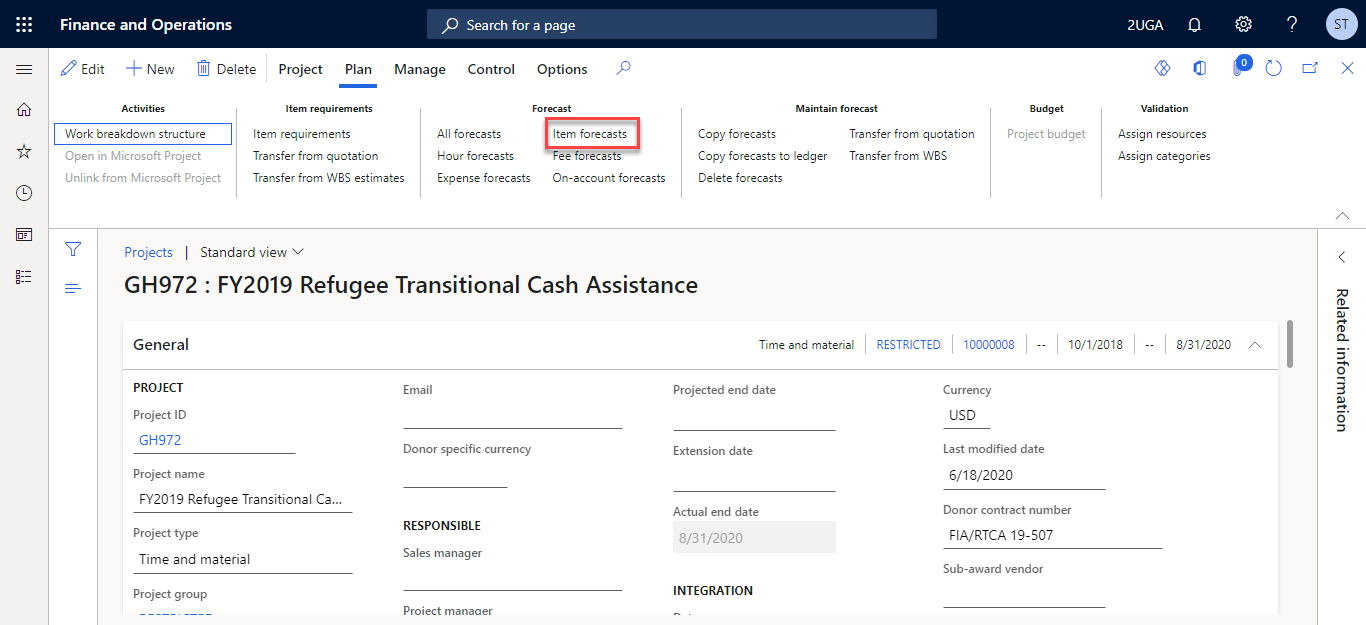 Finance and Operations
Search for a page
2UGA
?
ST
Edit
New
Delete
Project
Plan
Manage
Control
Options
0
Activities
Work breakdown structure
Open in Microsoft Project
Unlink from Microsoft Project
Item requirements
Item requirements
Transfer from quotation
Transfer from WBS estimates
Forecast
All forecasts
Hour forecasts
Expense forecasts
Item forecasts
Fee forecasts
On-account forecasts
Maintain forecast
Copy forecasts
Copy forecasts to ledger
Delete forecasts
Transfer from quotation
Transfer from WBS
Budget
Project budget
Validation
Assign resources
Assign categories
Projects | Standard view
GH972 : FY2019 Refugee Transitional Cash Assistance
General
Time and material
RESTRICTED
10000008
--
10/1/2018
--
8/31/2020
PROJECT
Project ID
GH972
Project name
FY2019 Refugee Transitional Ca...
Project type
Time and material
Project group
Email
Donor specific currency
RESPONSIBLE
Sales manager
Project manager
Projected end date
Extension date
Actual end date
8/31/2020
INTEGRATION
Currency
USD
Last modified date
6/18/2020
Donor contract number
FIA/RTCA 19-507
Sub-award vendor
Related information